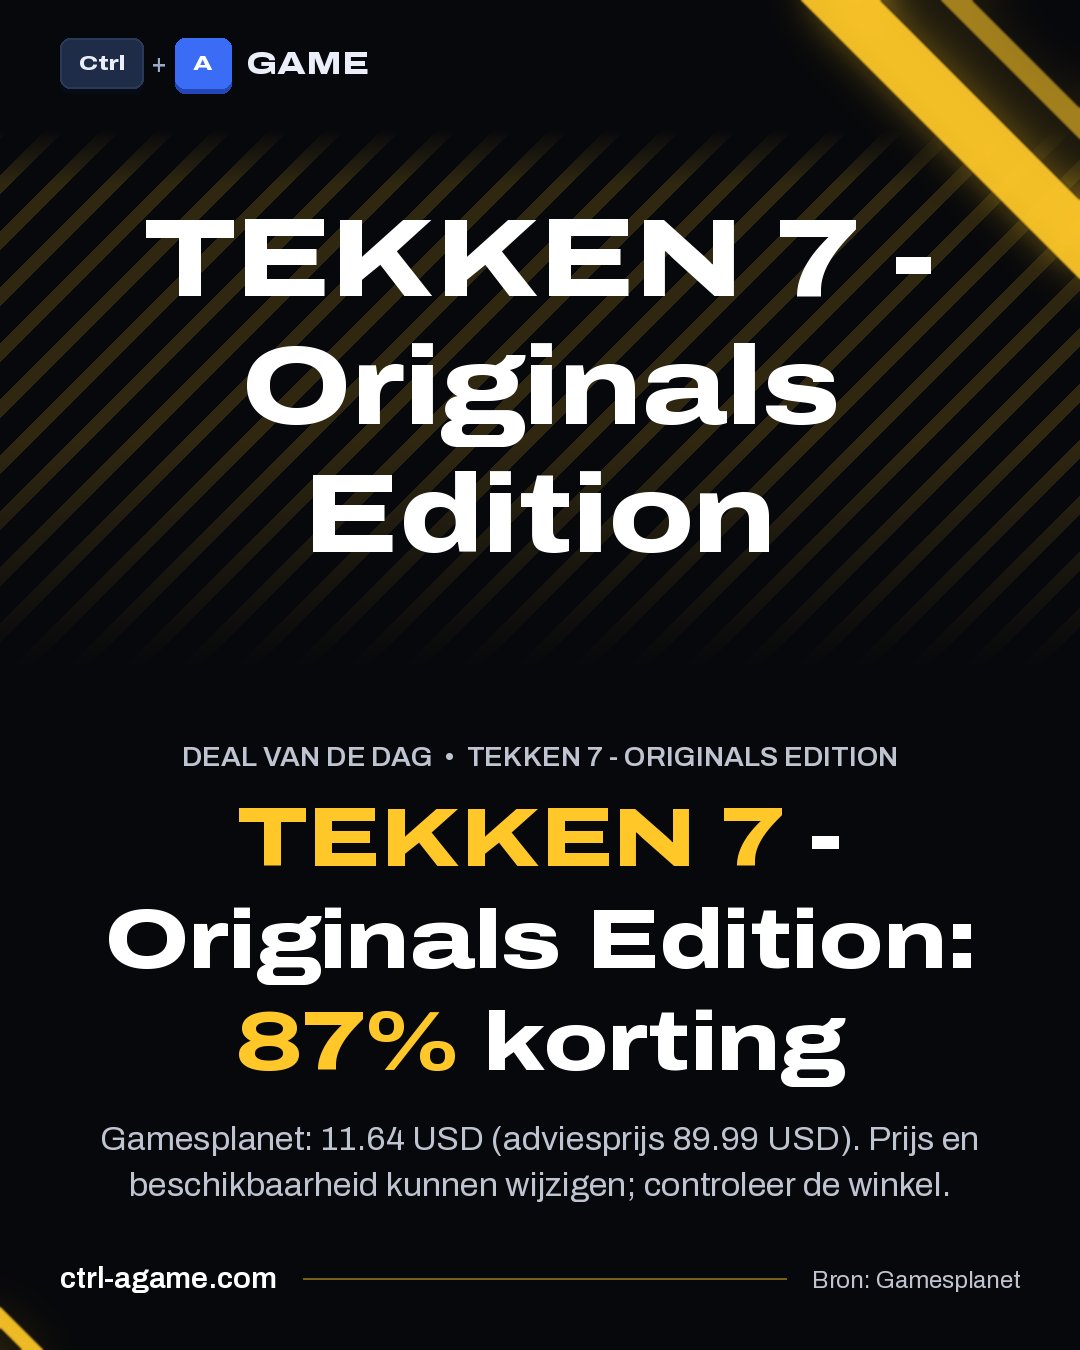 Ctrl + A GAME
TEKKEN 7 -
Originals
Edition
DEAL VAN DE DAG • TEKKEN 7 - ORIGINALS EDITION
TEKKEN 7 -
Originals Edition:
87% korting
Gamesplanet: 11.64 USD (adviesprijs 89.99 USD). Prijs en
beschikbaarheid kunnen wijzigen; controleer de winkel.
ctrl-agame.com
Bron: Gamesplanet